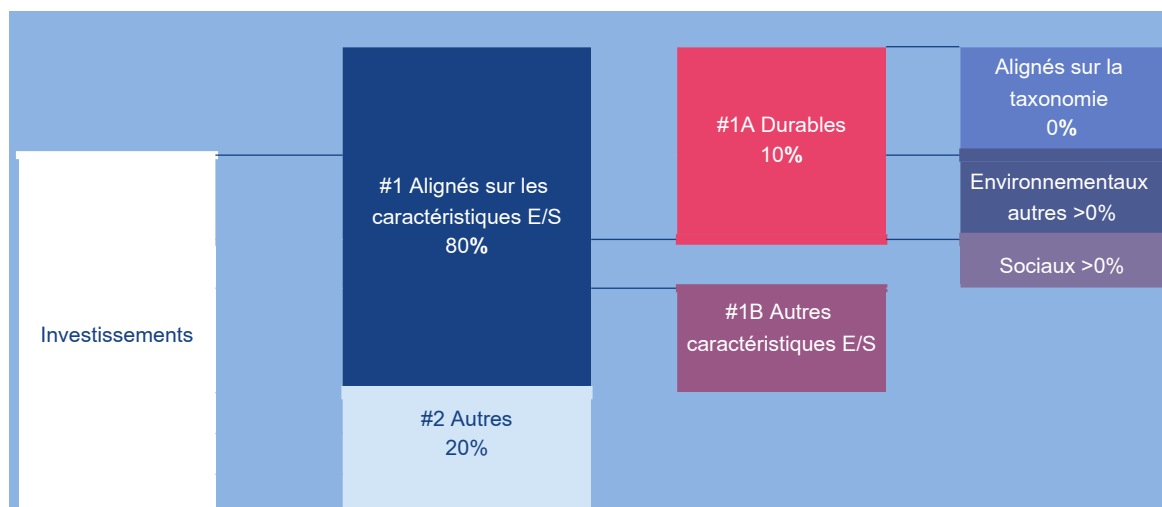 Investissements
#1 Alignés sur les
caractéristiques E/S
80%
#2 Autres
20%
#1A Durables
10%
#1B Autres
caractéristiques E/S
Alignés sur la
taxonomie
0%
Environnementaux
autres >0%
Sociaux >0%